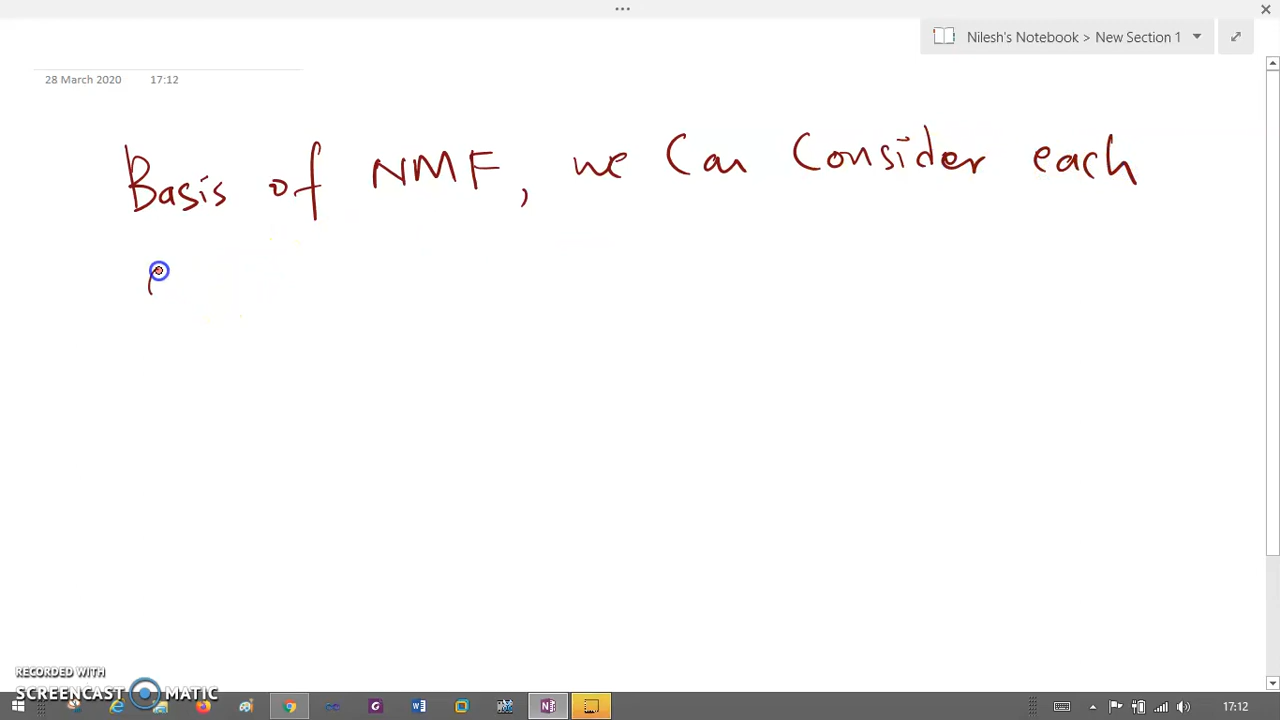 Nilesh's Notebook > New Section 1
28 March 2020 17:12
Basis of NMF, we Can Consider each
RECORDED WITH
SCREENCAST MATIC
17:12